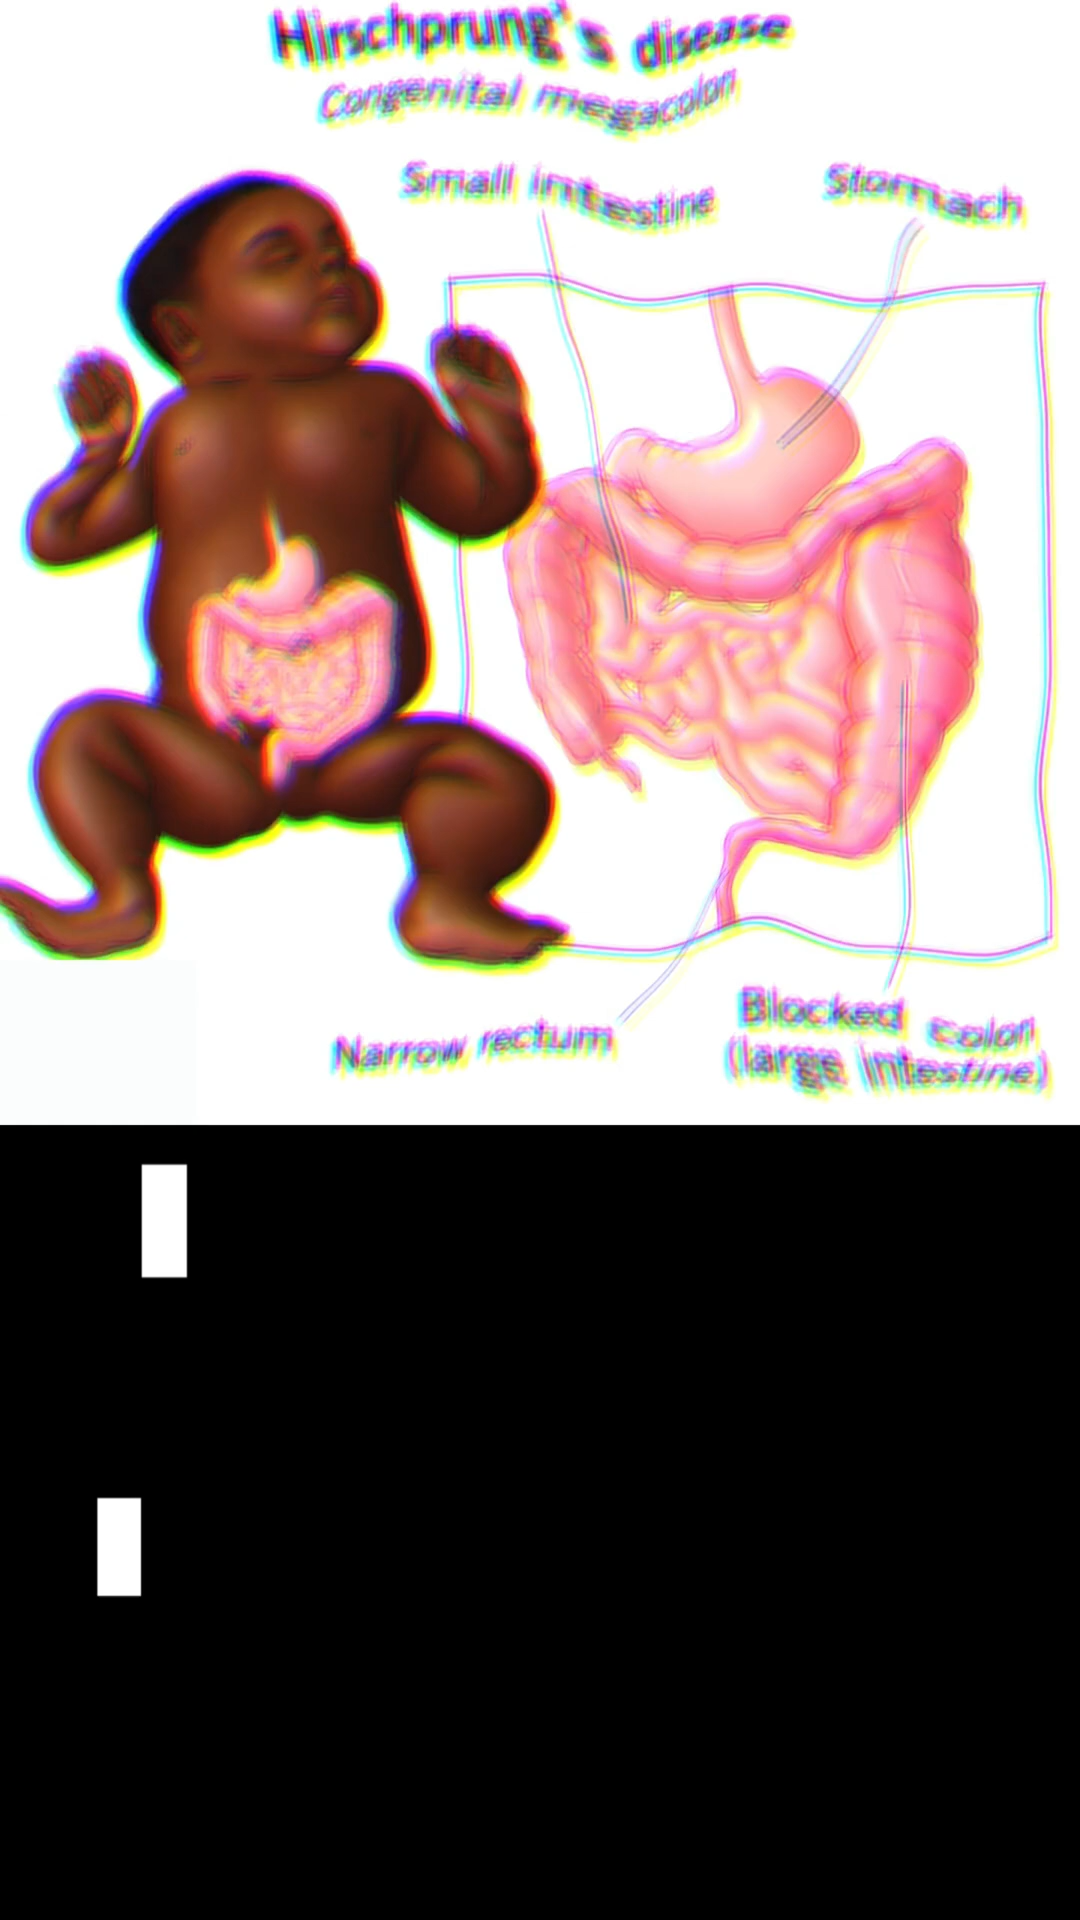 Hirschprung's disease
Congenital megacolon
Small intestine
Stomach
Narrow rectum
Blocked colon
(large intestine)